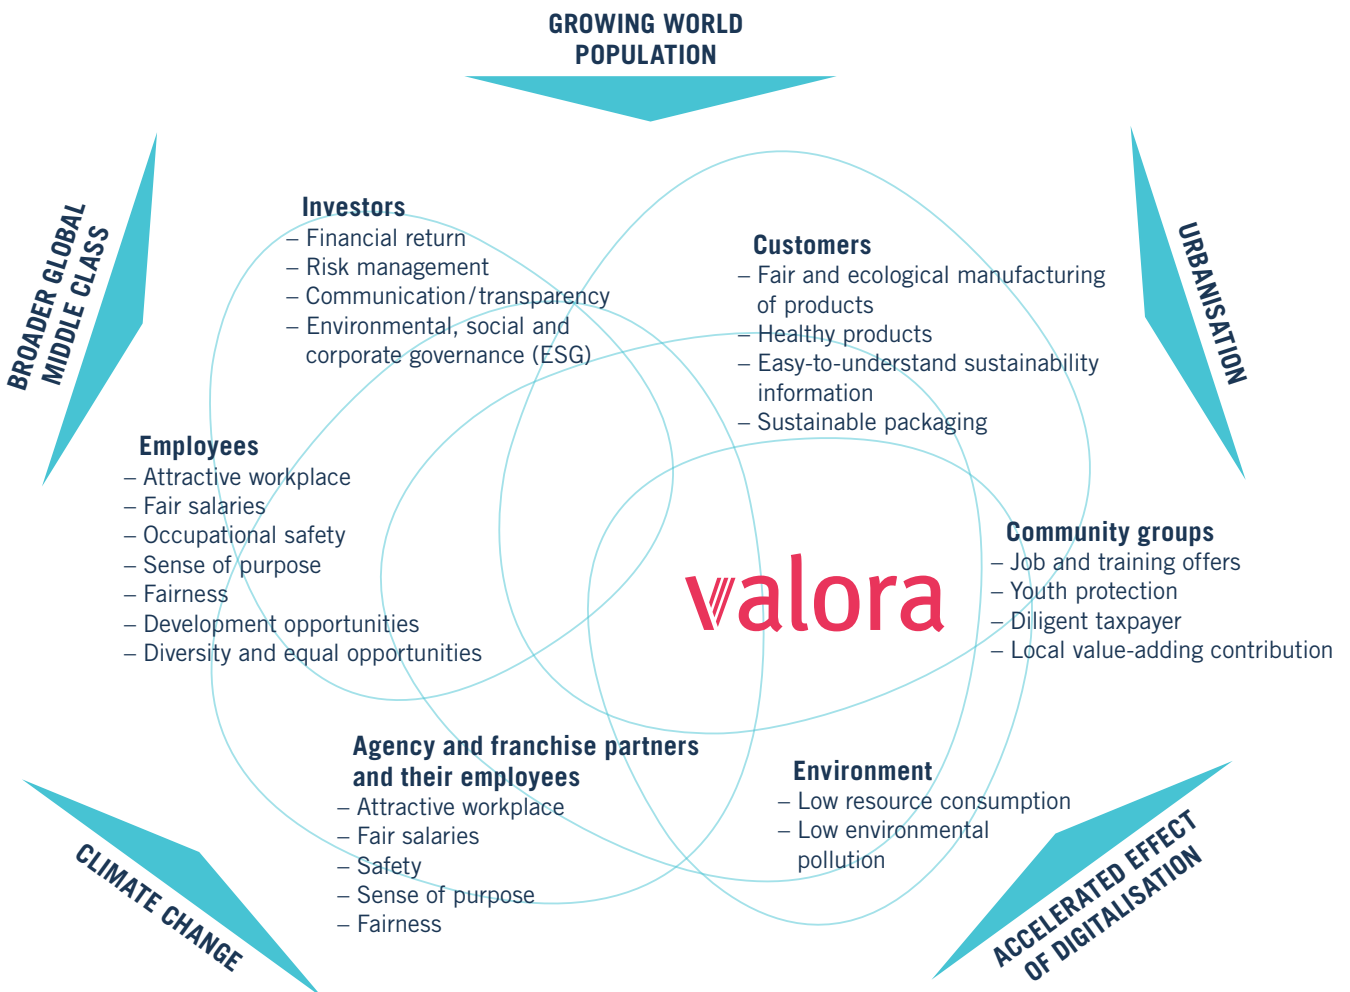 GROWING WORLD
POPULATION
BROADER GLOBAL
MIDDLE CLASS
URBANISATION
Investors
– Financial return
– Risk management
– Communication/transparency
– Environmental, social and
corporate governance (ESG)
Customers
– Fair and ecological manufacturing
of products
– Healthy products
– Easy-to-understand sustainability
information
– Sustainable packaging
Employees
– Attractive workplace
– Fair salaries
– Occupational safety
– Sense of purpose
– Fairness
– Development opportunities
– Diversity and equal opportunities
valora
Community groups
– Job and training offers
– Youth protection
– Diligent taxpayer
– Local value-adding contribution
Agency and franchise partners
and their employees
– Attractive workplace
– Fair salaries
– Safety
– Sense of purpose
– Fairness
Environment
– Low resource consumption
– Low environmental
pollution
CLIMATE CHANGE
ACCELERATED EFFECT
OF DIGITALISATION